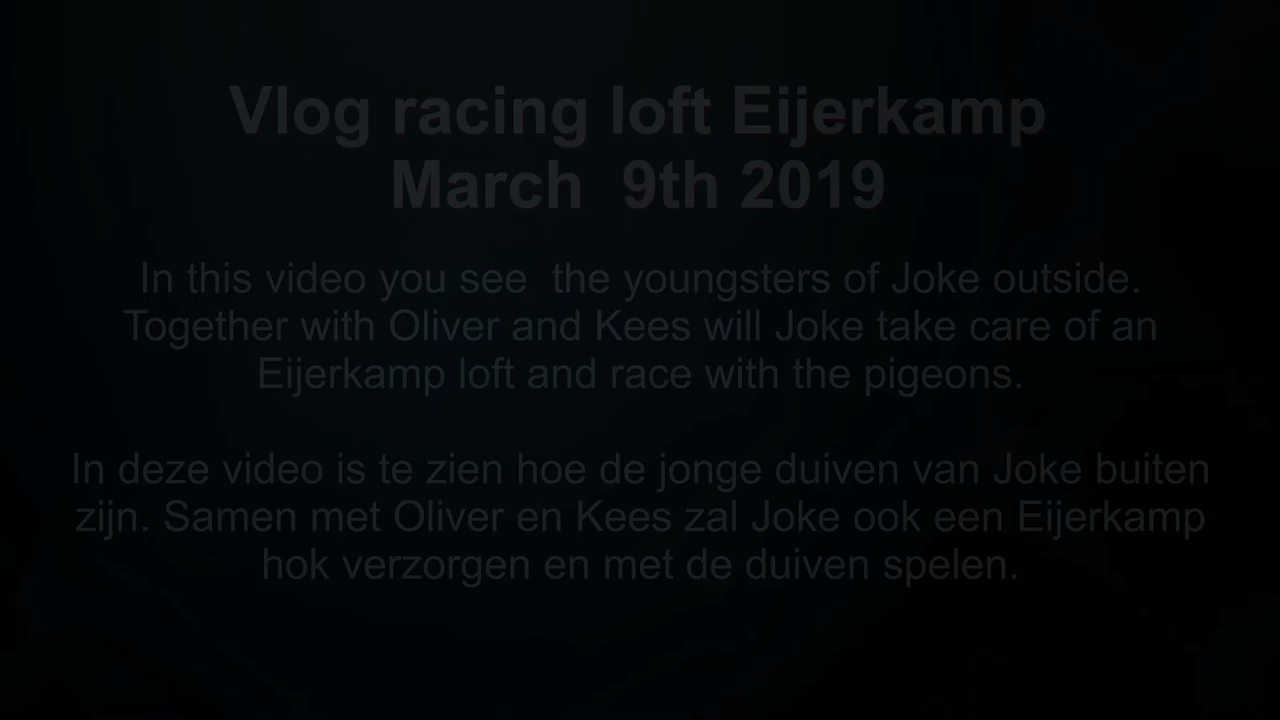 Vlog racing loft Eijerkamp
March  9th 2019
In this video you see  the youngsters of Joke outside.
Together with Oliver and Kees will Joke take care of an
Eijerkamp loft and race with the pigeons.
In deze video is te zien hoe de jonge duiven van Joke buiten
zijn. Samen met Oliver en Kees zal Joke ook een Eijerkamp
hok verzorgen en met de duiven spelen.